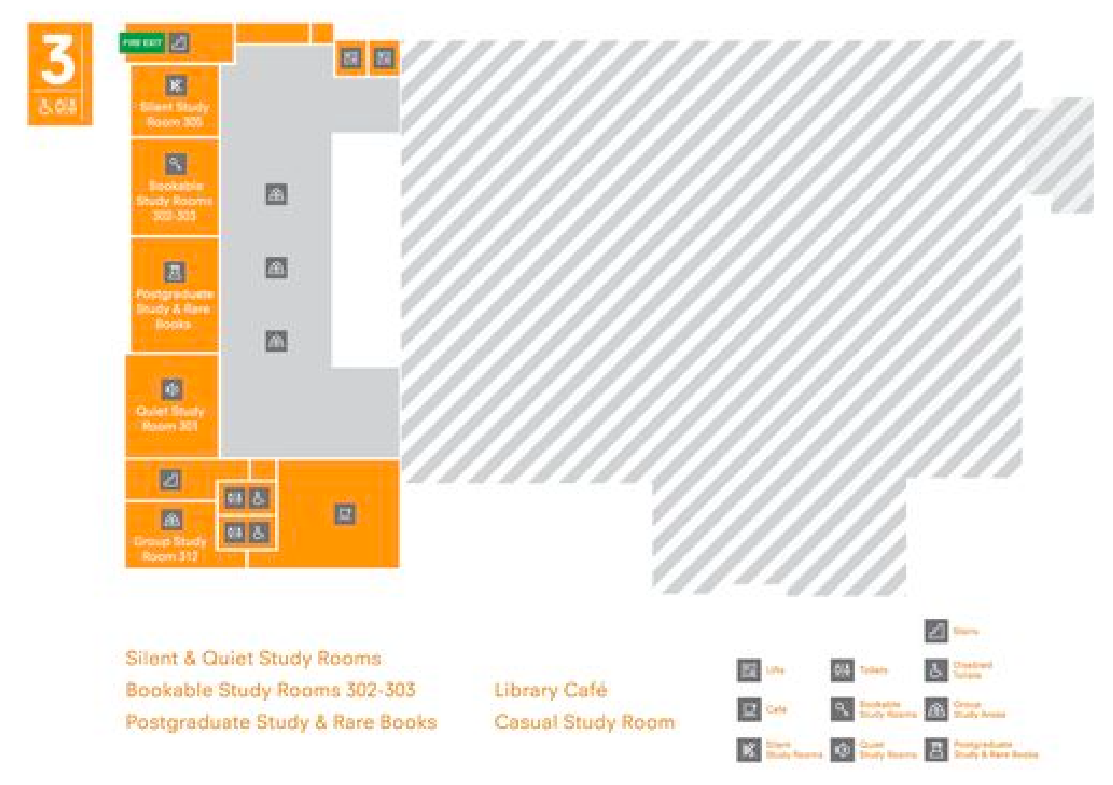 3
FIRE EXIT
Silent Study
Room 305
Bookable
Study Rooms
302-303
Postgraduate
Study & Rare
Books
Quiet Study
Room 301
Group Study
Room 312
Silent & Quiet Study Rooms
Bookable Study Rooms 302-303
Postgraduate Study & Rare Books
Library Café
Casual Study Room
Stairs
Lifts
Toilets
Disabled
Toilets
Café
Bookable
Study Rooms
Group
Study Areas
Silent
Study Rooms
Quiet
Study Rooms
Postgraduate
Study & Rare Books